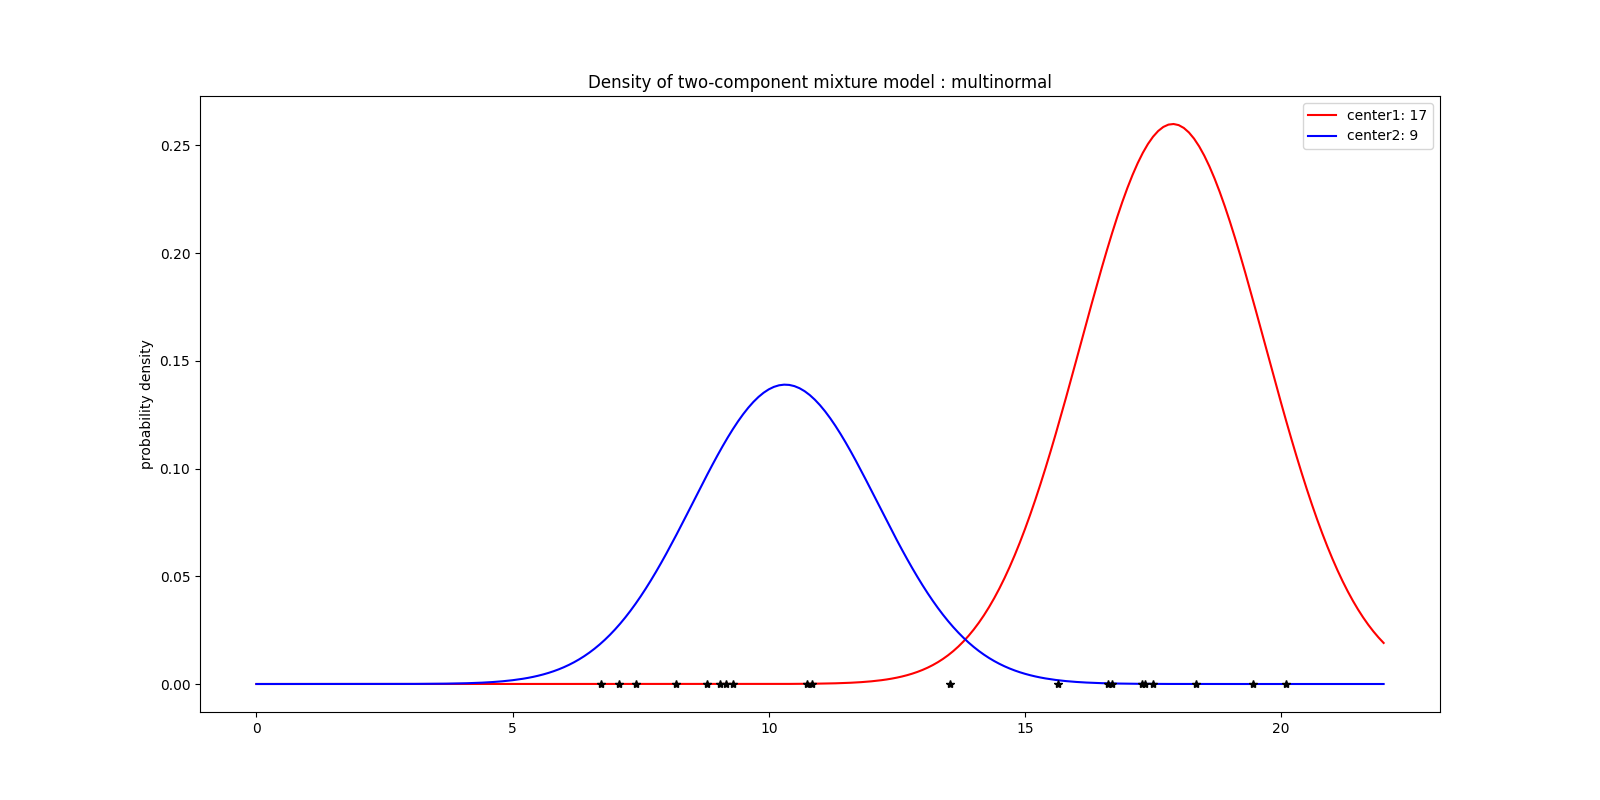 Density of two-component mixture model : multinormal
center1: 17
center2: 9
probability density
0.25
0.20
0.15
0.10
0.05
0.00
0 5 10 15 20